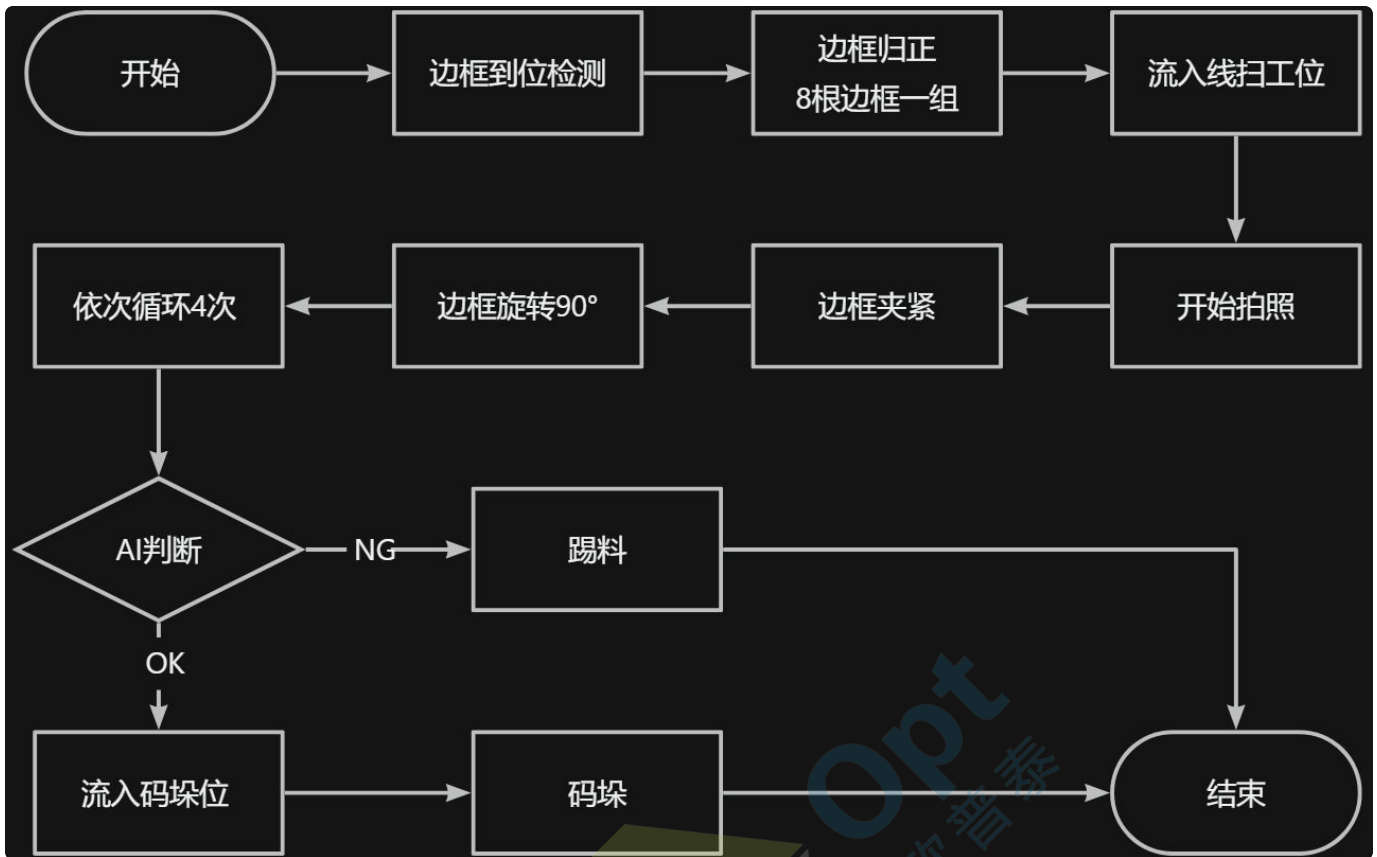 开始
边框到位检测
边框归正
8根边框一组
流入线扫工位
依次循环4次
边框旋转90°
边框夹紧
开始拍照
AI判断
NG
踢料
OK
Opt
欧普泰
流入码垛位
码垛
结束